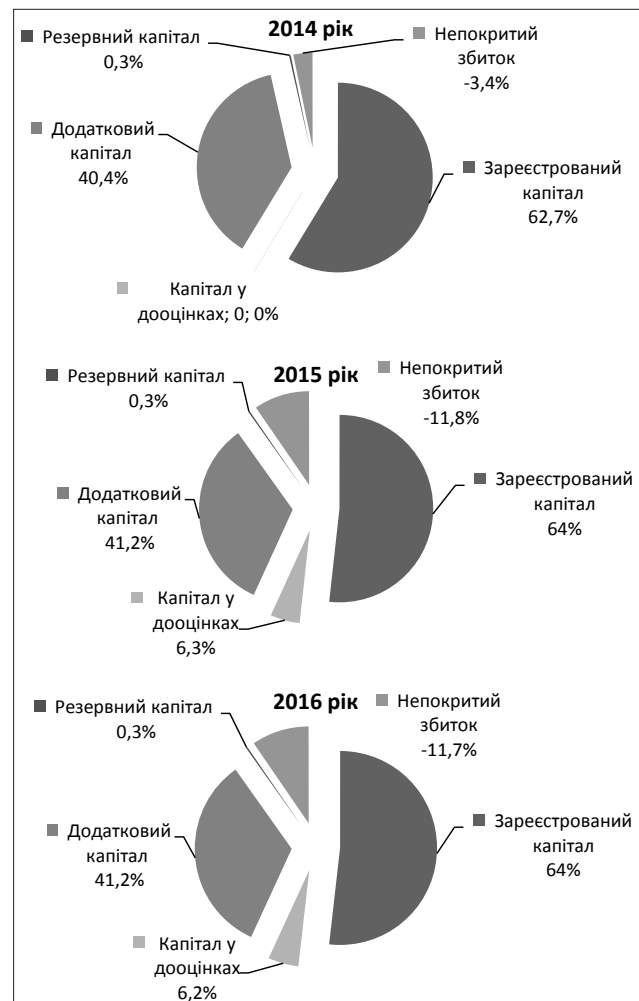 2014 рік
Резервний капітал
0,3%
Непокритий
збиток
-3,4%
Додатковий
капітал
40,4%
Зареєстрований
капітал
62,7%
Капітал у
дооцінках; 0; 0%
2015 рік
Резервний капітал
0,3%
Непокритий
збиток
-11,8%
Додатковий
капітал
41,2%
Зареєстрований
капітал
64%
Капітал у
дооцінках
6,3%
2016 рік
Резервний капітал
0,3%
Непокритий
збиток
-11,7%
Додатковий
капітал
41,2%
Зареєстрований
капітал
64%
Капітал у
дооцінках
6,2%